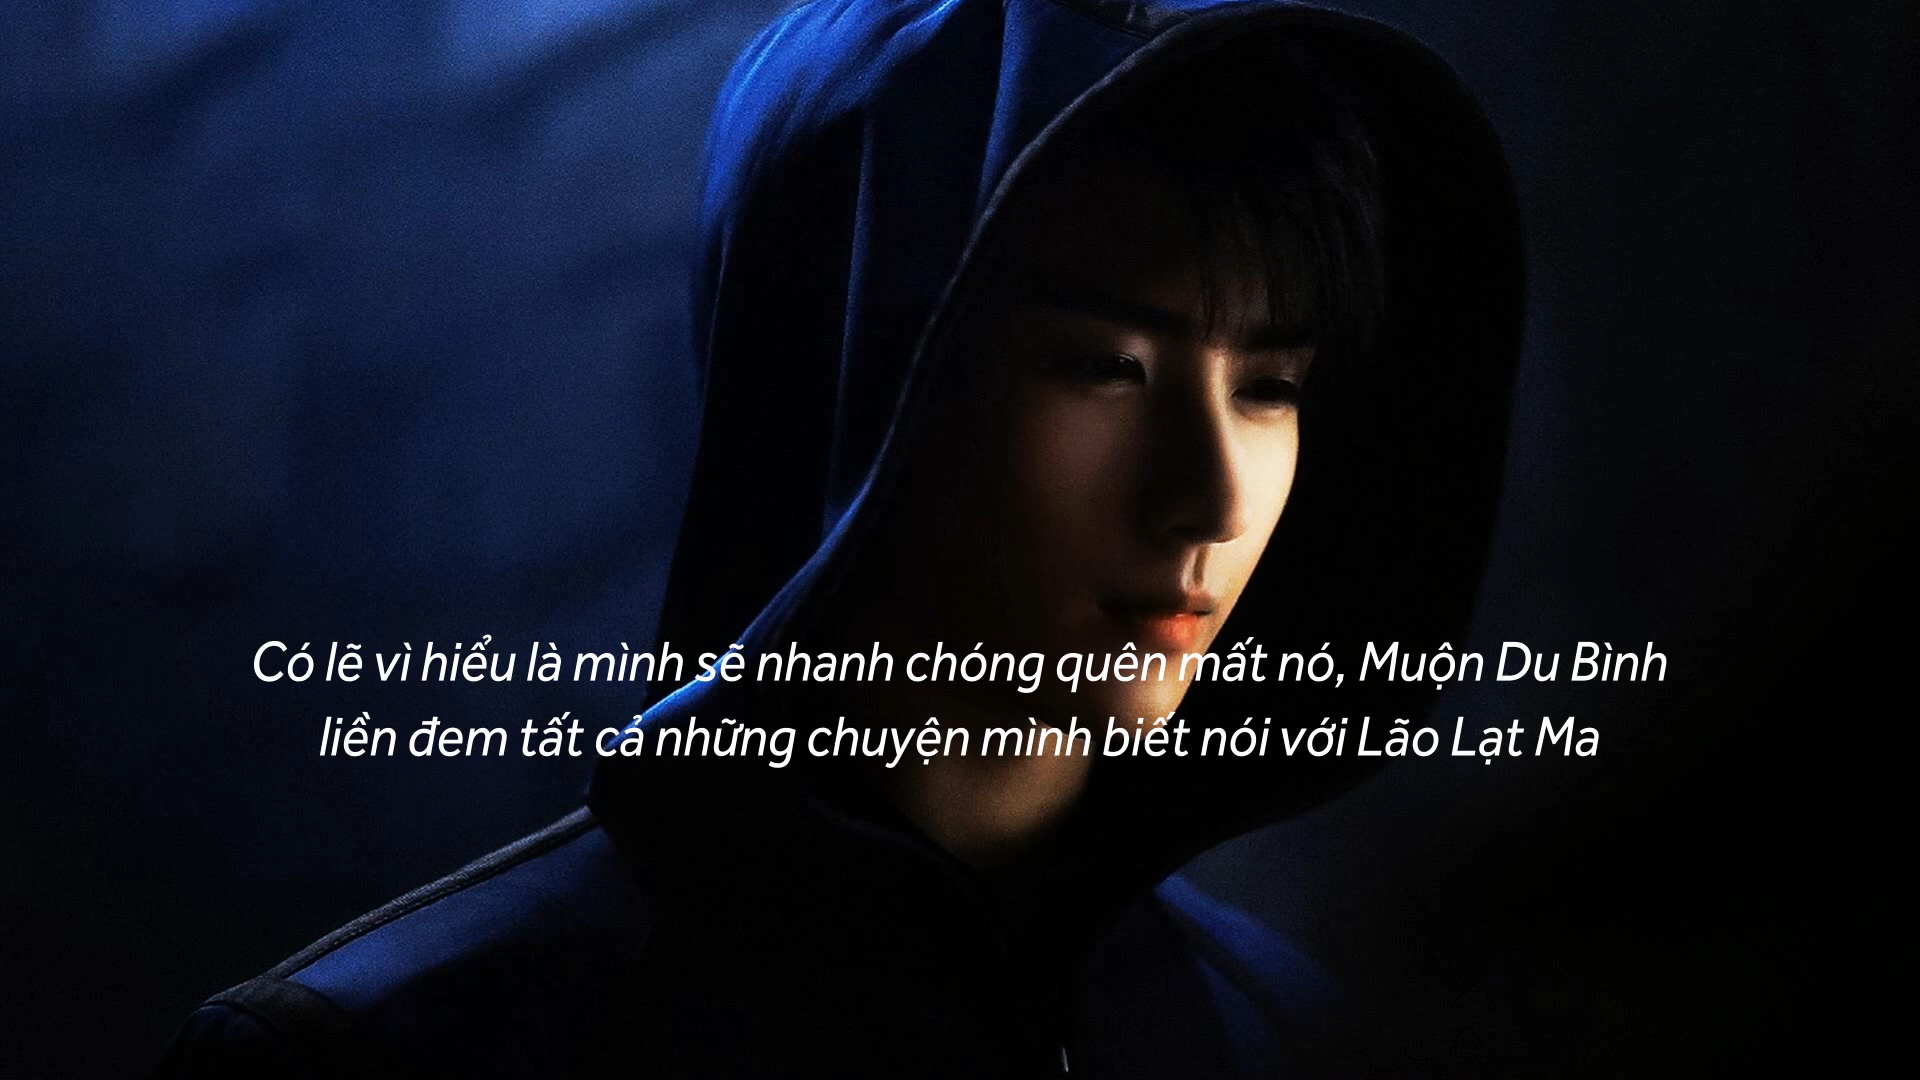 Có lẽ vì hiểu là mình sẽ nhanh chóng quên mất nó, Muộn Du Bình
liền đem tất cả những chuyện mình biết nói với Lão Lạt Ma